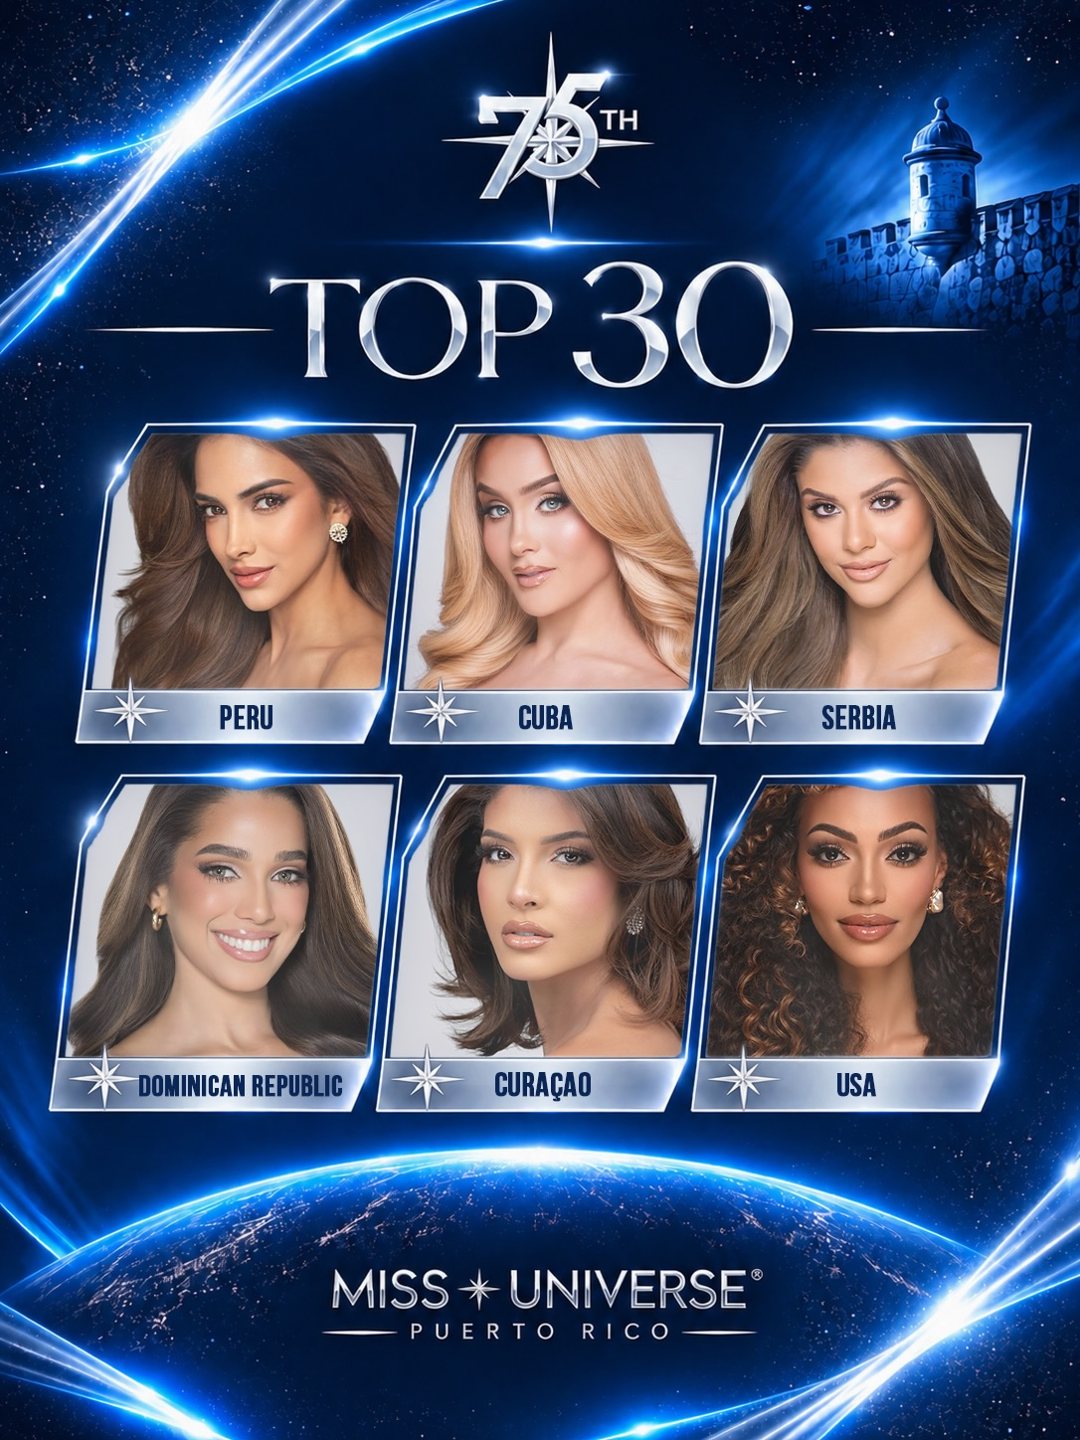 75TH
TOP 30
PERU
CUBA
SERBIA
DOMINICAN REPUBLIC
CURAÇAO
USA
MISS UNIVERSE®
PUERTO RICO